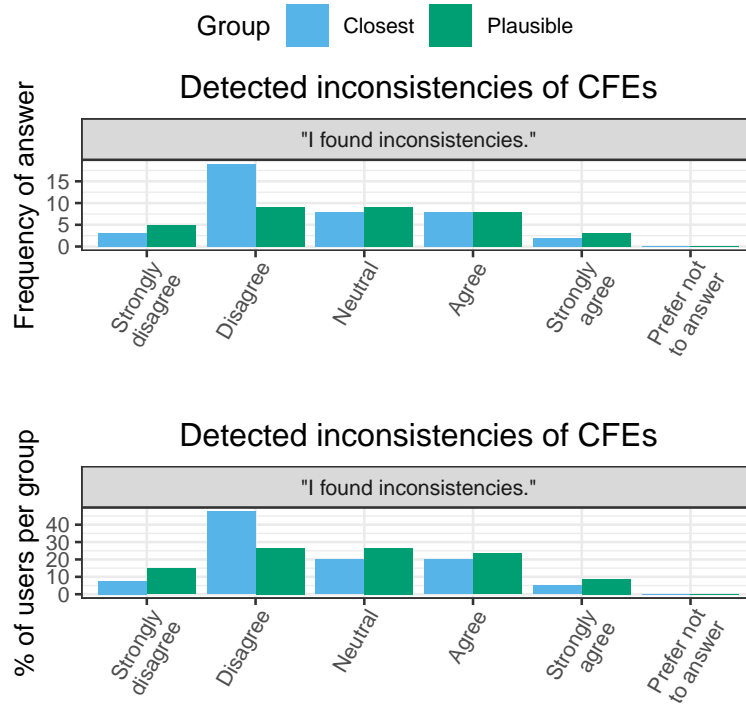 Group Closest Plausible
Detected inconsistencies of CFEs
"I found inconsistencies."
Frequency of answer
15
10
5
0
Strongly
disagree
Disagree
Neutral
Agree
Strongly
agree
Prefer not
to answer
Detected inconsistencies of CFEs
"I found inconsistencies."
% of users per group
40
30
20
10
0
Strongly
disagree
Disagree
Neutral
Agree
Strongly
agree
Prefer not
to answer